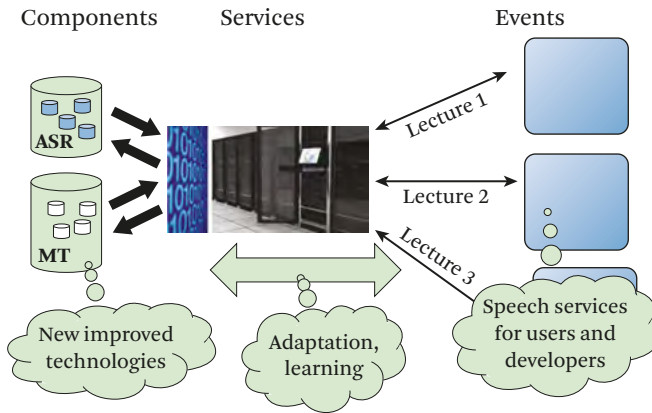 Components
Services
Events
ASR
MT
Lecture 1
Lecture 2
Lecture 3
New improved
technologies
Adaptation,
learning
Speech services
for users and
developers